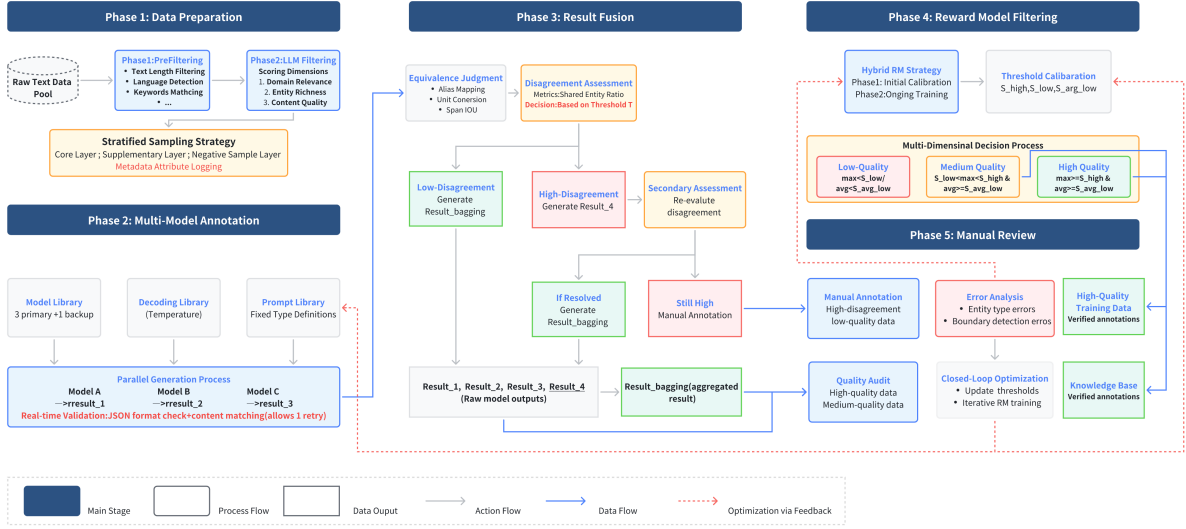 Phase 1: Data Preparation
Raw Text Data
Pool
Phase1:PreFiltering
• Text Length Filtering
• Language Detection
• Keywords Mathcing
• ...
Phase2:LLM Filtering
Scoring Dimensions
1. Domain Relevance
2. Entity Richness
3. Content Quality
Stratified Sampling Strategy
Core Layer ; Supplementary Layer ; Negative Sample Layer
Metadata Attribute Logging
Phase 2: Multi-Model Annotation
Model Library
3 primary +1 backup
Decoding Library
(Temperature)
Prompt Library
Fixed Type Definitions
Parallel Generation Process
Model A
--->rresult_1
Model B
--->rresult_2
Model C
--->result_3
Real-time Validation:JSON format check+content matching(allows 1 retry)
Phase 3: Result Fusion
Equivalence Judgment
• Alias Mapping
• Unit Conersion
• Span IOU
Disagreement Assessment
Metrics:Shared Entity Ratio
Decision:Based on Threshold T
Low-Disagreement
Generate
Result_bagging
High-Disagreement
Generate Result_4
Secondary Assessment
Re-evalute
disagreement
If Resolved
Generate
Result_bagging
Still High
Manual Annotation
Result_1, Result_2, Result_3, Result_4
(Raw model outputs)
Result_bagging(aggregated
result)
Phase 4: Reward Model Filtering
Hybrid RM Strategy
Phase1: Initial Calibration
Phase2:Onging Training
Threshold Calibaration
S_high,S_low,S_arg_low
Multi-Dimensinal Decision Process
Low-Quality
max<S_low/
avg<S_avg_low
Medium Quality
S_low<max<S_high &
avg>=S_avg_low
High Quality
max>=S_high &
avg>=S_avg_low
Phase 5: Manual Review
Manual Annotation
High-disagreement
low-quality data
Error Analysis
• Entity type errors
• Boundary detection erros
High-Quality
Training Data
Verified annotations
Quality Audit
High-quality data
Medium-quality data
Closed-Loop Optimization
• Update thresholds
• Iterative RM training
Knowledge Base
Verified annotations
Main Stage
Process Flow
Data Ouput
Action Flow
Data Flow
Optimization via Feedback